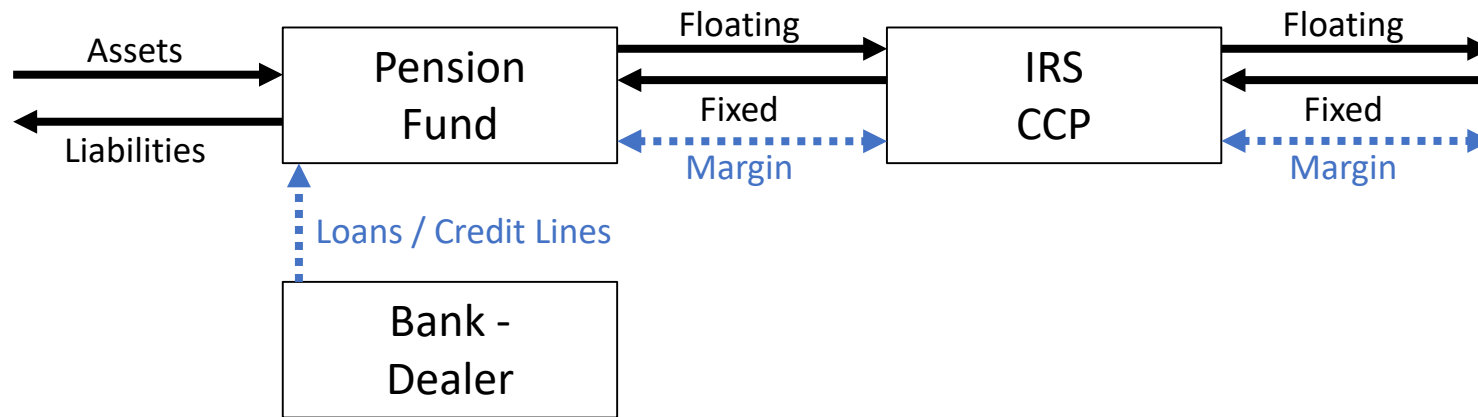 Assets
Liabilities
Pension
Fund
Floating
Fixed
Margin
IRS
CCP
Floating
Fixed
Margin
Loans / Credit Lines
Bank -
Dealer